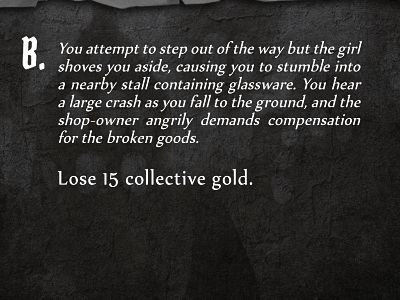 B. You attempt to step out of the way but the girl
shoves you aside, causing you to stumble into
a nearby stall containing glassware. You hear
a large crash as you fall to the ground, and the
shop-owner angrily demands compensation
for the broken goods.
Lose 15 collective gold.